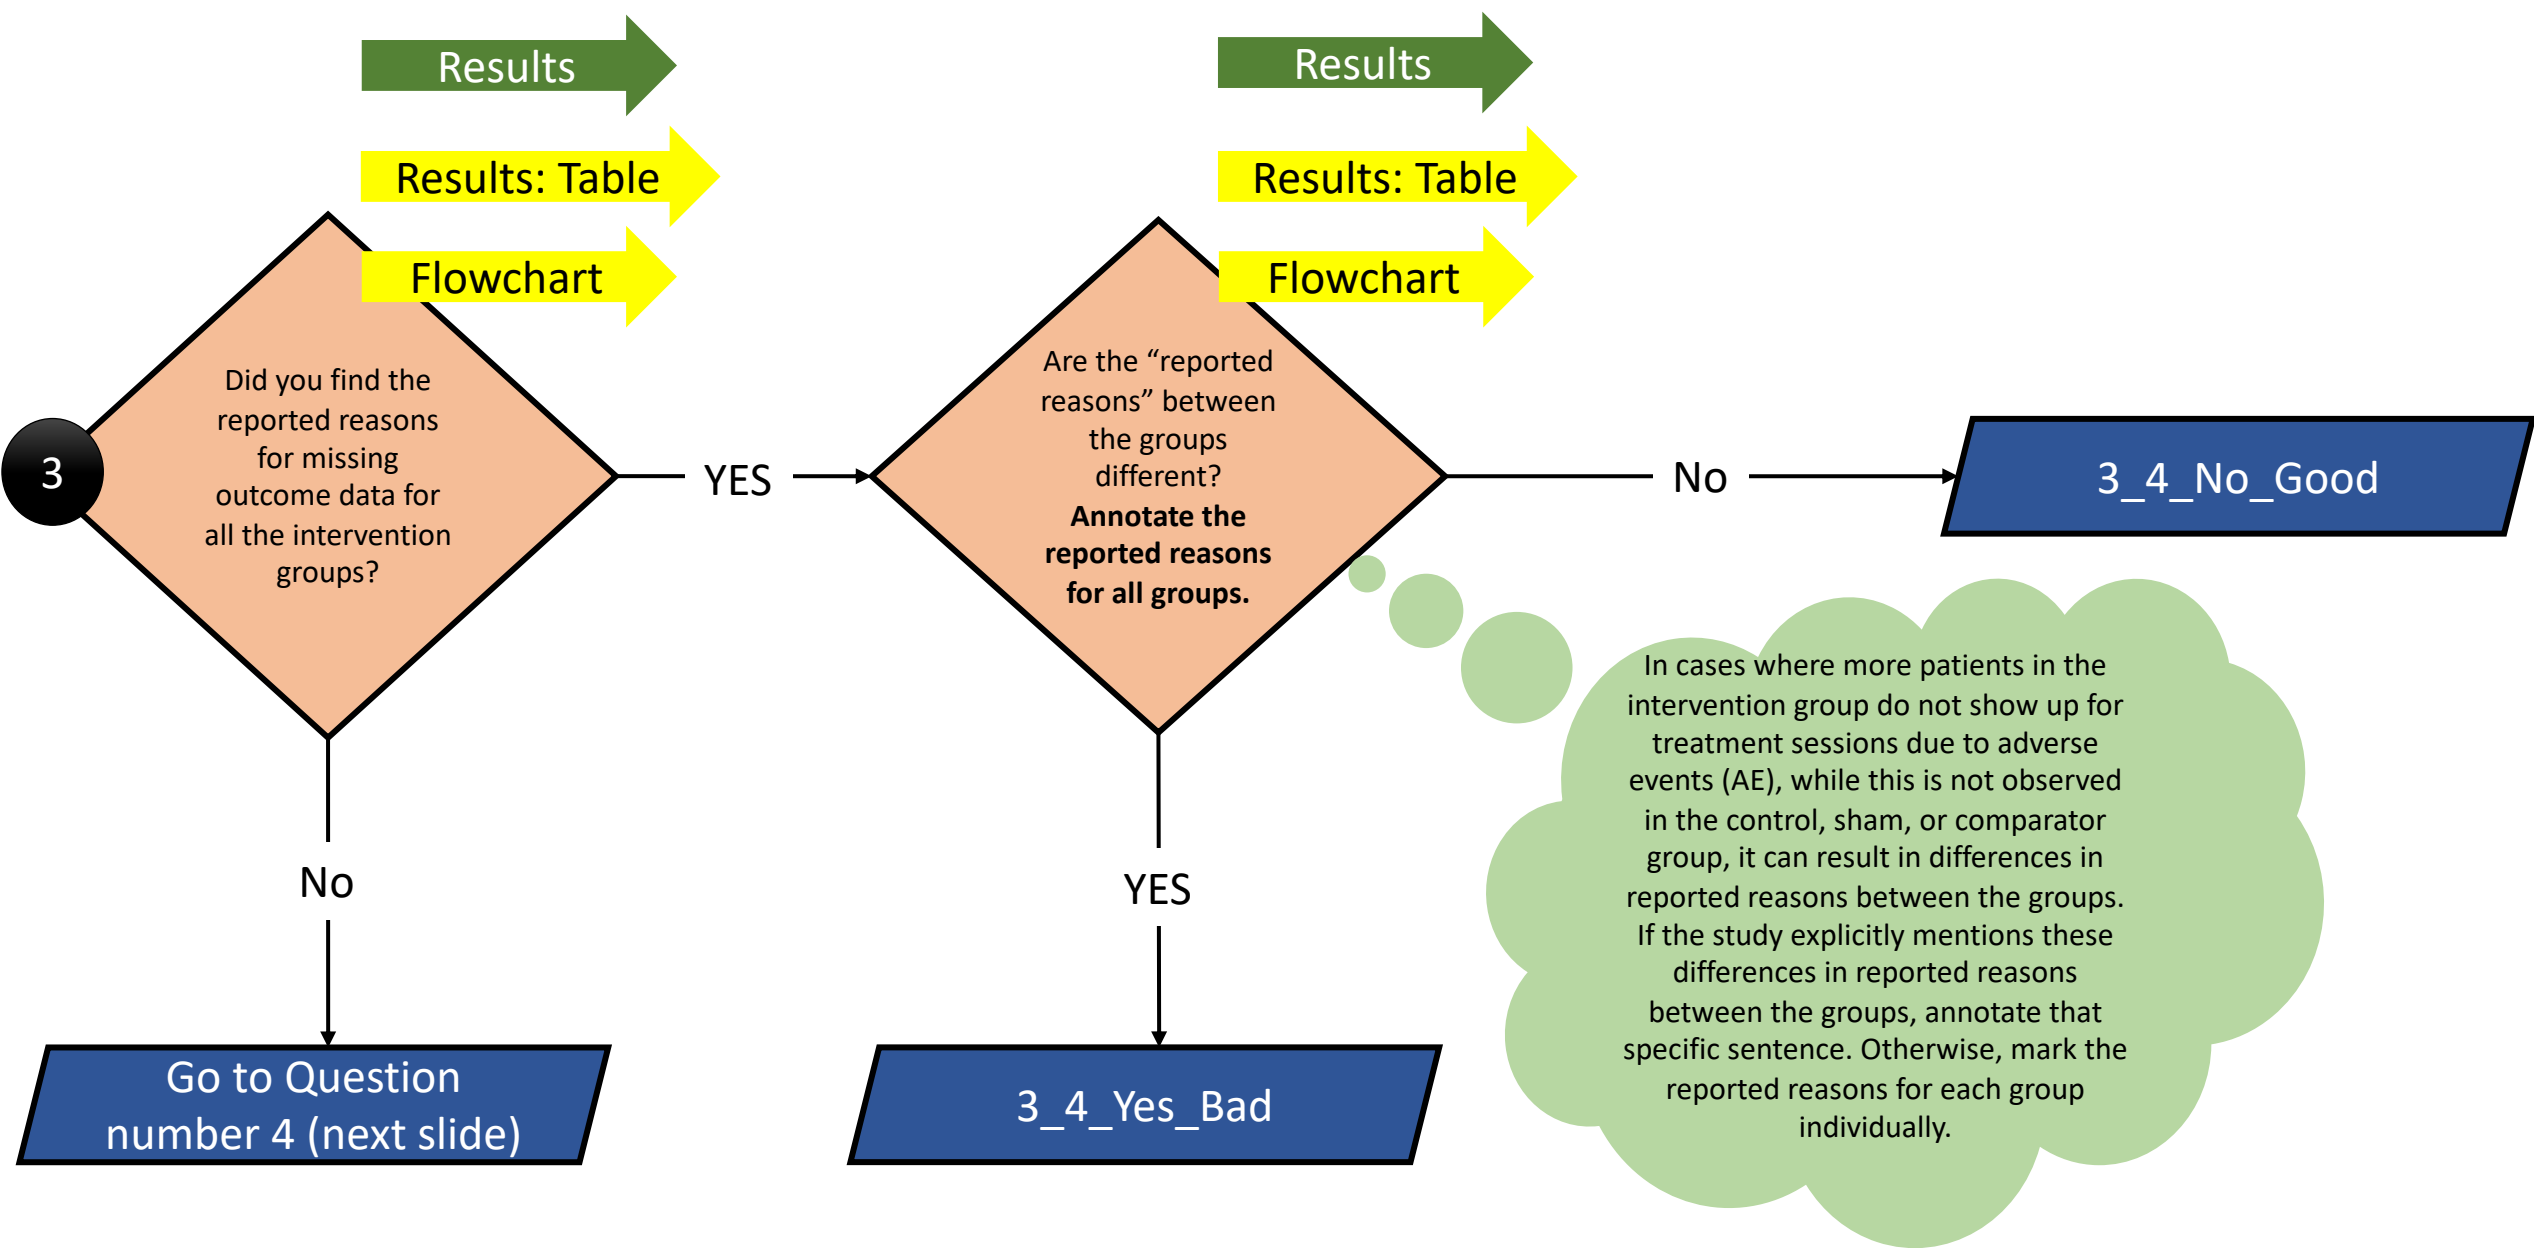 Results
Results: Table
Flowchart
Results
Results: Table
Flowchart
3
Did you find the
reported reasons
for missing
outcome data for
all the intervention
groups?
YES
Are the “reported
reasons” between
the groups
different?
Annotate the
reported reasons
for all groups.
No
3_4_No_Good
In cases where more patients in the
intervention group do not show up for
treatment sessions due to adverse
events (AE), while this is not observed
in the control, sham, or comparator
group, it can result in differences in
reported reasons between the groups.
If the study explicitly mentions these
differences in reported reasons
between the groups, annotate that
specific sentence. Otherwise, mark the
reported reasons for each group
individually.
No
YES
Go to Question
number 4 (next slide)
3_4_Yes_Bad